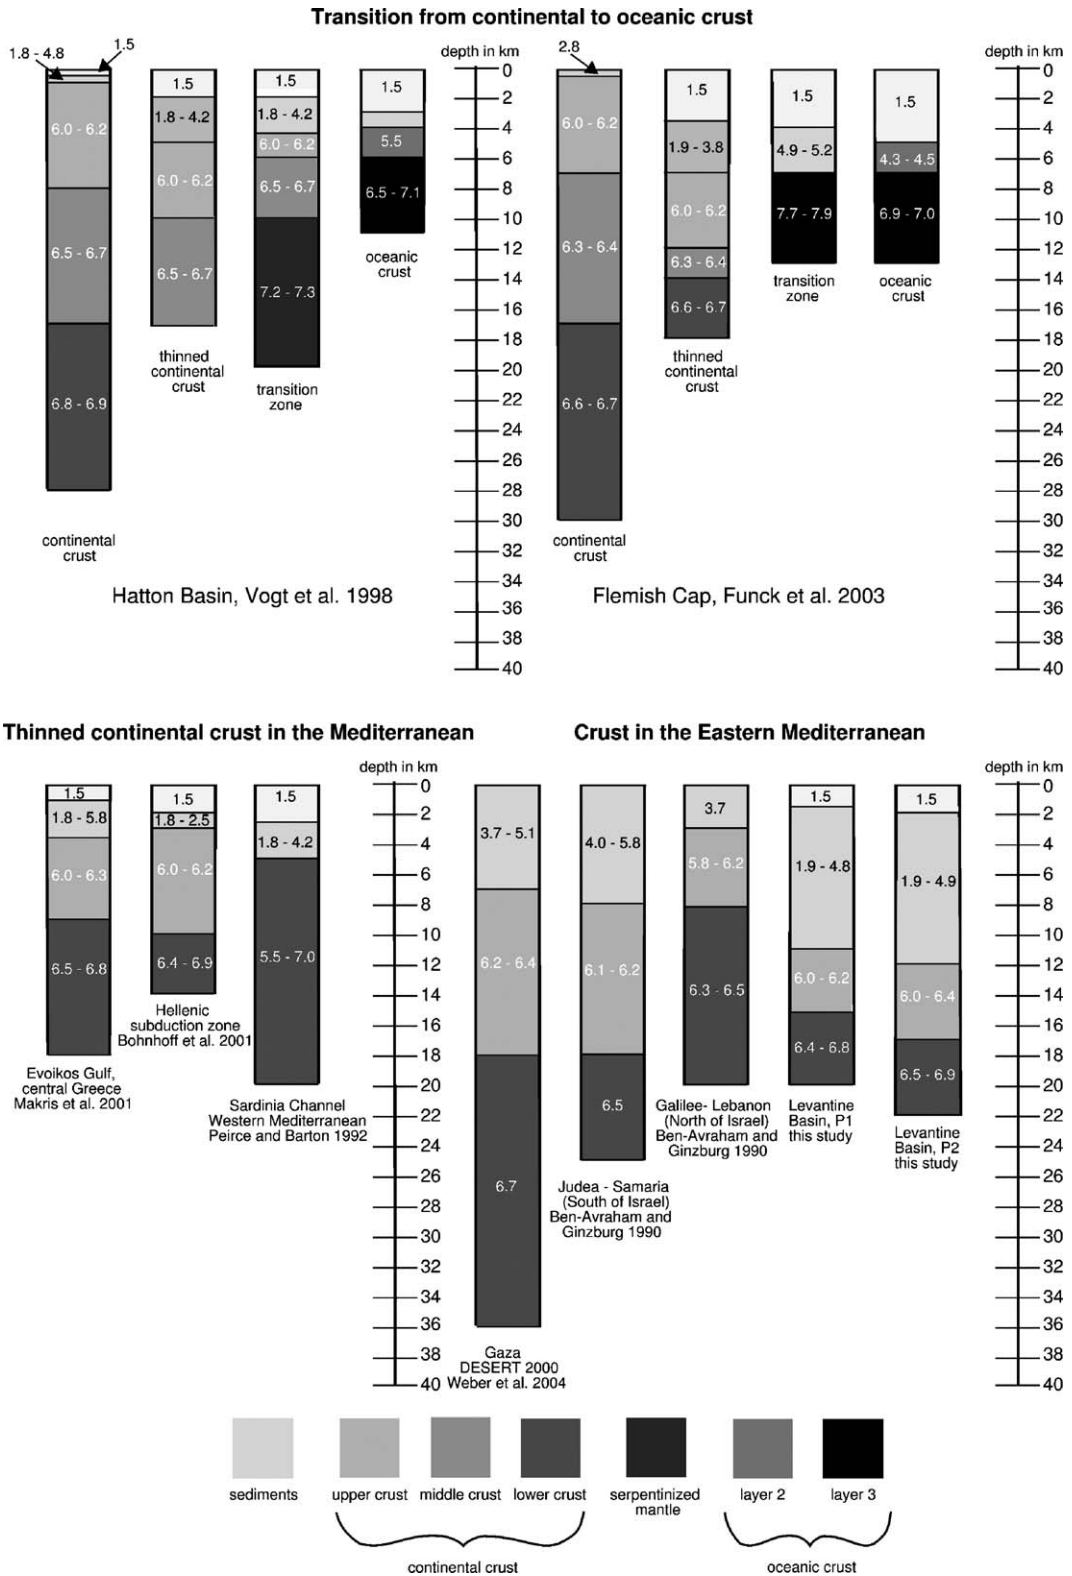 Transition from continental to oceanic crust
1.8 - 4.8
1.5
6.0 - 6.2
6.5 - 6.7
6.8 - 6.9
continental
crust
1.5
1.8 - 4.2
6.0 - 6.2
6.5 - 6.7
thinned
continental
crust
1.5
1.8 - 4.2
6.0 - 6.2
6.5 - 6.7
7.2 - 7.3
transition
zone
1.5
5.5
6.5 - 7.1
oceanic
crust
depth in km
0
2
4
6
8
10
12
14
16
18
20
22
24
26
28
30
32
34
36
38
40
Hatton Basin, Vogt et al. 1998
2.8
6.0 - 6.2
6.3 - 6.4
6.6 - 6.7
continental
crust
1.5
1.9 - 3.8
6.0 - 6.2
6.3 - 6.4
6.6 - 6.7
thinned
continental
crust
1.5
4.9 - 5.2
7.7 - 7.9
transition
zone
1.5
4.3 - 4.5
6.9 - 7.0
oceanic
crust
depth in km
0
2
4
6
8
10
12
14
16
18
20
22
24
26
28
30
32
34
36
38
40
Flemish Cap, Funck et al. 2003
Thinned continental crust in the Mediterranean
1.5
1.8 - 5.8
6.0 - 6.3
6.5 - 6.8
Evoikos Gulf,
central Greece
Makris et al. 2001
1.5
1.8 - 2.5
6.0 - 6.2
6.4 - 6.9
Hellenic
subduction zone
Bohnhoff et al. 2001
1.5
1.8 - 4.2
5.5 - 7.0
Sardinia Channel
Western Mediterranean
Peirce and Barton 1992
depth in km
0
2
4
6
8
10
12
14
16
18
20
22
24
26
28
30
32
34
36
38
40
Crust in the Eastern Mediterranean
3.7 - 5.1
6.2 - 6.4
6.7
Gaza
DESERT 2000
Weber et al. 2004
4.0 - 5.8
6.1 - 6.2
6.5
Judea - Samaria
(South of Israel)
Ben-Avraham and
Ginzburg 1990
3.7
5.8 - 6.2
6.3 - 6.5
Galilee- Lebanon
(North of Israel)
Ben-Avraham and
Ginzburg 1990
1.5
1.9 - 4.8
6.0 - 6.2
6.4 - 6.8
Levantine
Basin, P1
this study
1.5
1.9 - 4.9
6.0 - 6.4
6.5 - 6.9
Levantine
Basin, P2
this study
depth in km
0
2
4
6
8
10
12
14
16
18
20
22
24
26
28
30
32
34
36
38
40
sediments
upper crust
middle crust
lower crust
serpentinized
mantle
layer 2
layer 3
continental crust
oceanic crust